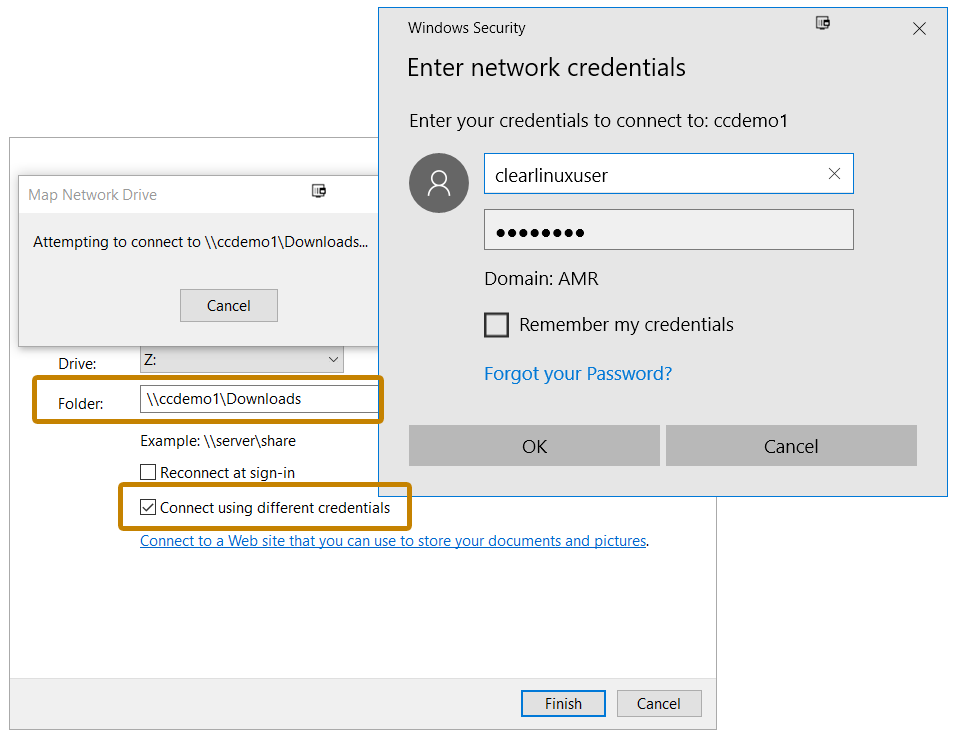 Windows Security
Enter network credentials
Enter your credentials to connect to: ccdemo1
clearlinuxuser
●●●●●●●●
Domain: AMR
Remember my credentials
Forgot your Password?
OK Cancel
Map Network Drive
Attempting to connect to \\ccdemo1\Downloads...
Cancel
Drive: Z:
Folder: \\ccdemo1\Downloads
Example: \\server\share
Reconnect at sign-in
Connect using different credentials
Connect to a Web site that you can use to store your documents and pictures.
Finish Cancel